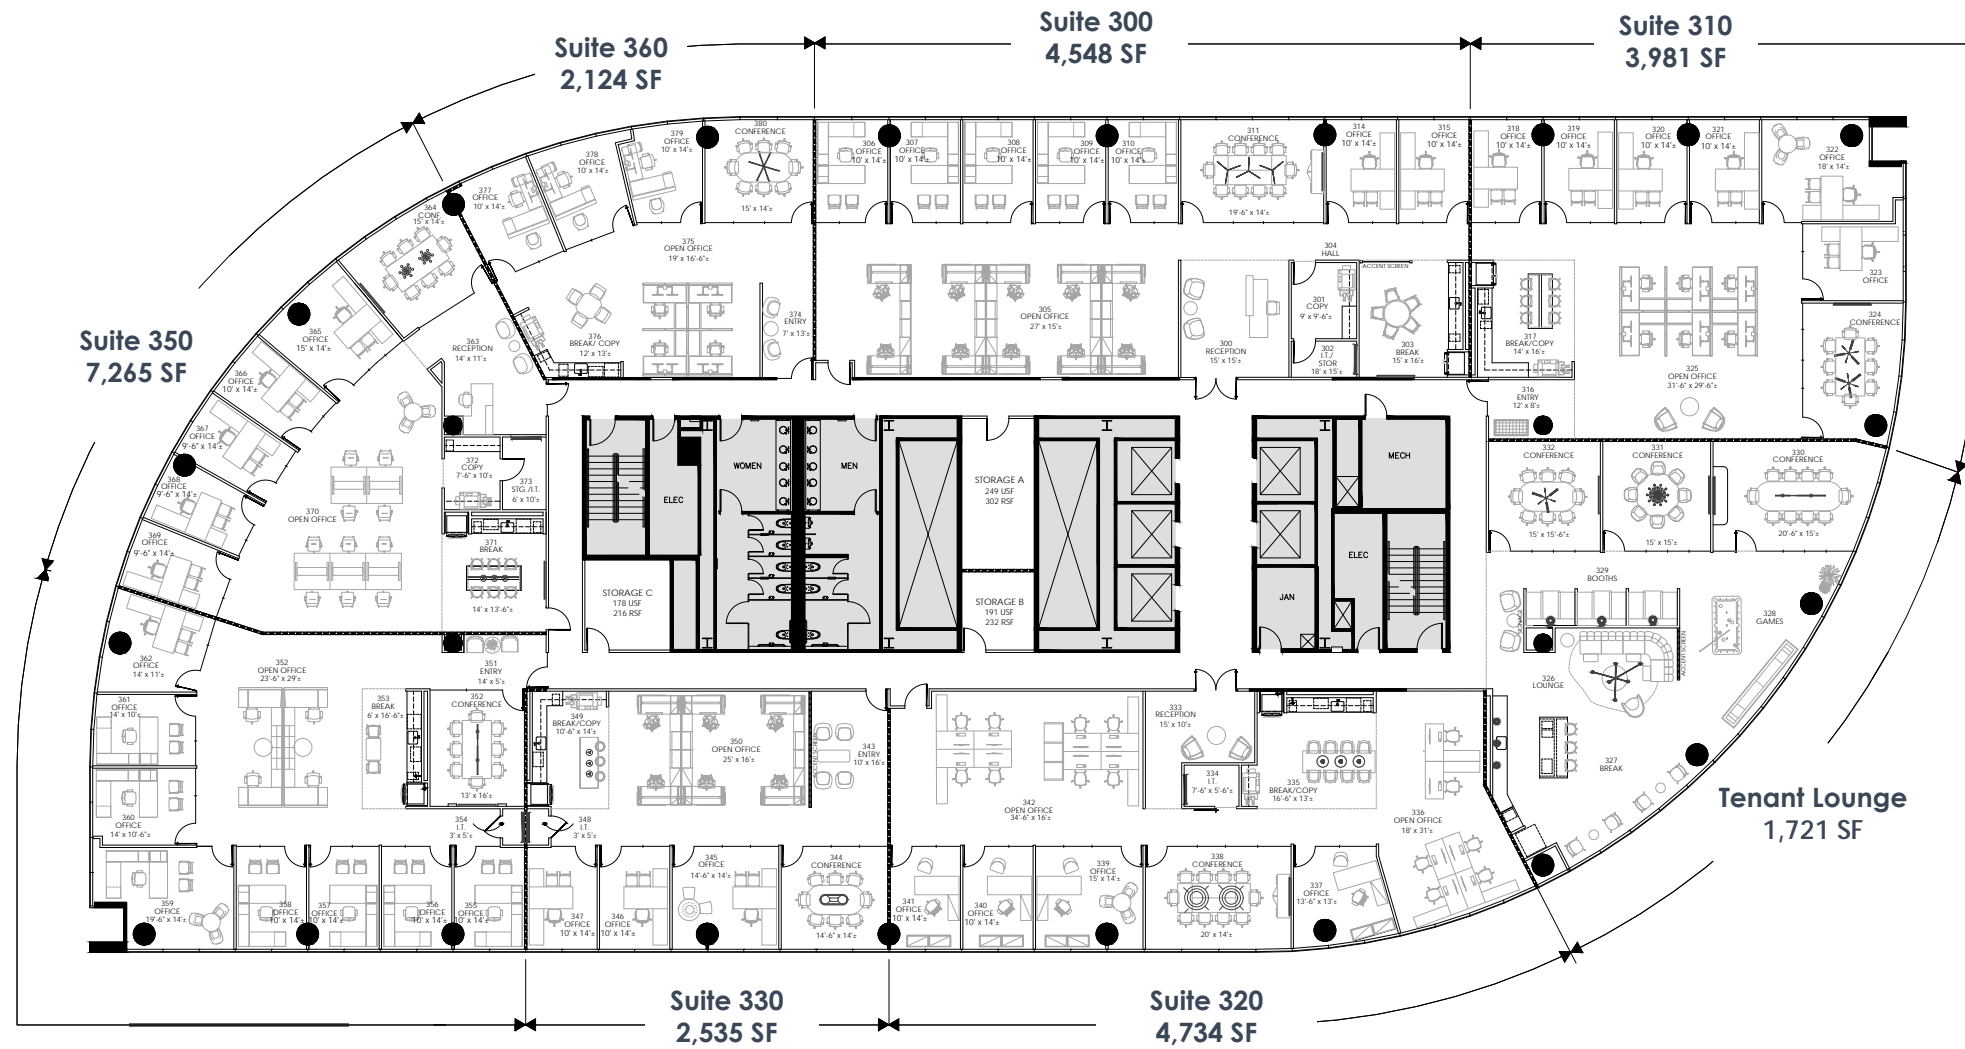 Suite 300
4,548 SF
Suite 310
3,981 SF
Suite 360
2,124 SF
Suite 350
7,265 SF
Suite 330
2,535 SF
Suite 320
4,734 SF
Tenant Lounge
1,721 SF
380
CONFERENCE
15' x 14'±
379
OFFICE
10' x 14'±
378
OFFICE
10' x 14'±
377
OFFICE
10' x 14'±
375
OPEN OFFICE
19' x 16'-6"±
376
BREAK/ COPY
12' x 13'±
374
ENTRY
7' x 13'±
306
OFFICE
10' x 14'±
307
OFFICE
10' x 14'±
308
OFFICE
10' x 14'±
309
OFFICE
10' x 14'±
310
OFFICE
10' x 14'±
311
CONFERENCE
19'-6" x 14'±
314
OFFICE
10' x 14'±
315
OFFICE
10' x 14'±
304
HALL
305
OPEN OFFICE
27' x 15'±
300
RECEPTION
15' x 15'±
301
COPY
9' x 9'-6"±
302
I.T./
STOR
18' x 15'±
ACCENT SCREEN
303
BREAK
15' x 16'±
318
OFFICE
10' x 14'±
319
OFFICE
10' x 14'±
320
OFFICE
10' x 14'±
321
OFFICE
10' x 14'±
322
OFFICE
18' x 14'±
323
OFFICE
324
CONFERENCE
317
BREAK/COPY
14' x 16'±
316
ENTRY
12' x 8'±
325
OPEN OFFICE
31'-6" x 29'-6"±
332
CONFERENCE
15' x 15'-6"±
331
CONFERENCE
15' x 15'±
330
CONFERENCE
20'-6" x 15'±
329
BOOTHS
328
GAMES
ACCENT SCREEN
326
LOUNGE
327
BREAK
364
CONF.
15' x 14'±
365
OFFICE
15' x 14'±
366
OFFICE
10' x 14'±
367
OFFICE
9'-6" x 14'±
368
OFFICE
9'-6" x 14'±
369
OFFICE
9'-6" x 14'±
363
RECEPTION
14' x 11'±
370
OPEN OFFICE
372
COPY
7'-6" x 10'±
373
STG./I.T.
6' x 10'±
371
BREAK
14' x 13'-6"±
ELEC
WOMEN
MEN
STORAGE A
249 USF
302 RSF
STORAGE B
191 USF
232 RSF
STORAGE C
178 USF
216 RSF
MECH
ELEC
JAN
362
OFFICE
14' x 11'±
361
OFFICE
14' x 10'±
360
OFFICE
14' x 10'-6"±
359
OFFICE
19'-6" x 14'±
358
OFFICE
10' x 14'±
357
OFFICE
10' x 14'±
356
OFFICE
10' x 14'±
355
OFFICE
10' x 14'±
352
OPEN OFFICE
23'-6" x 29'±
351
ENTRY
14' x 5'±
353
BREAK
6' x 16'-6"±
352
CONFERENCE
13' x 16'±
354
I.T.
3' x 5'±
348
I.T.
3' x 5'±
349
BREAK/COPY
10'-6" x 14'±
350
OPEN OFFICE
25' x 16'±
ACCENT SCREEN
343
ENTRY
10' x 16'±
347
OFFICE
10' x 14'±
346
OFFICE
10' x 14'±
345
OFFICE
14'-6" x 14'±
344
CONFERENCE
14'-6" x 14'±
341
OFFICE
10' x 14'±
340
OFFICE
10' x 14'±
339
OFFICE
15' x 14'±
338
CONFERENCE
20' x 14'±
337
OFFICE
13'-6" x 13'±
342
OPEN OFFICE
34'-6" x 16'±
333
RECEPTION
15' x 10'±
334
I.T.
7'-6" x 5'-6"±
335
BREAK/COPY
16'-6" x 13'±
336
OPEN OFFICE
18' x 31'±